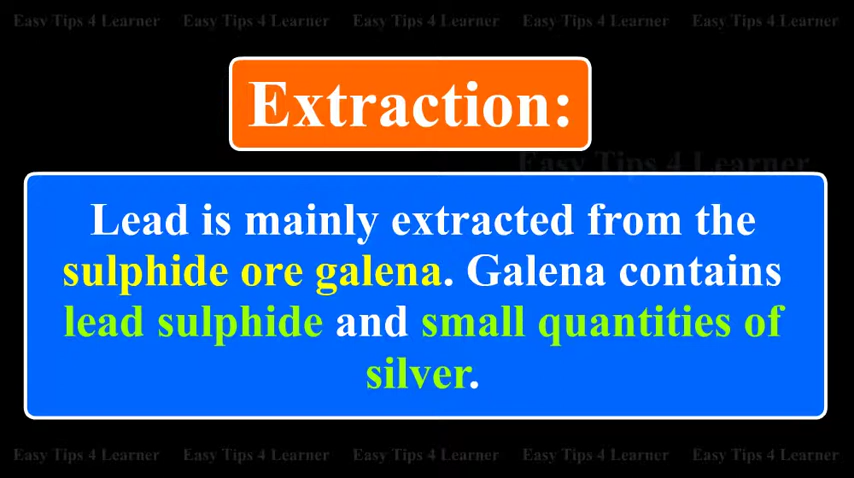 Easy Tips 4 Learner Easy Tips 4 Learner Easy Tips 4 Learner Easy Tips 4 Learner Easy Tips 4 Learner
Extraction:
Easy Tips 4 Learner
Lead is mainly extracted from the
sulphide ore galena. Galena contains
lead sulphide and small quantities of
silver.
Easy Tips 4 Learner Easy Tips 4 Learner Easy Tips 4 Learner Easy Tips 4 Learner Easy Tips 4 Learner